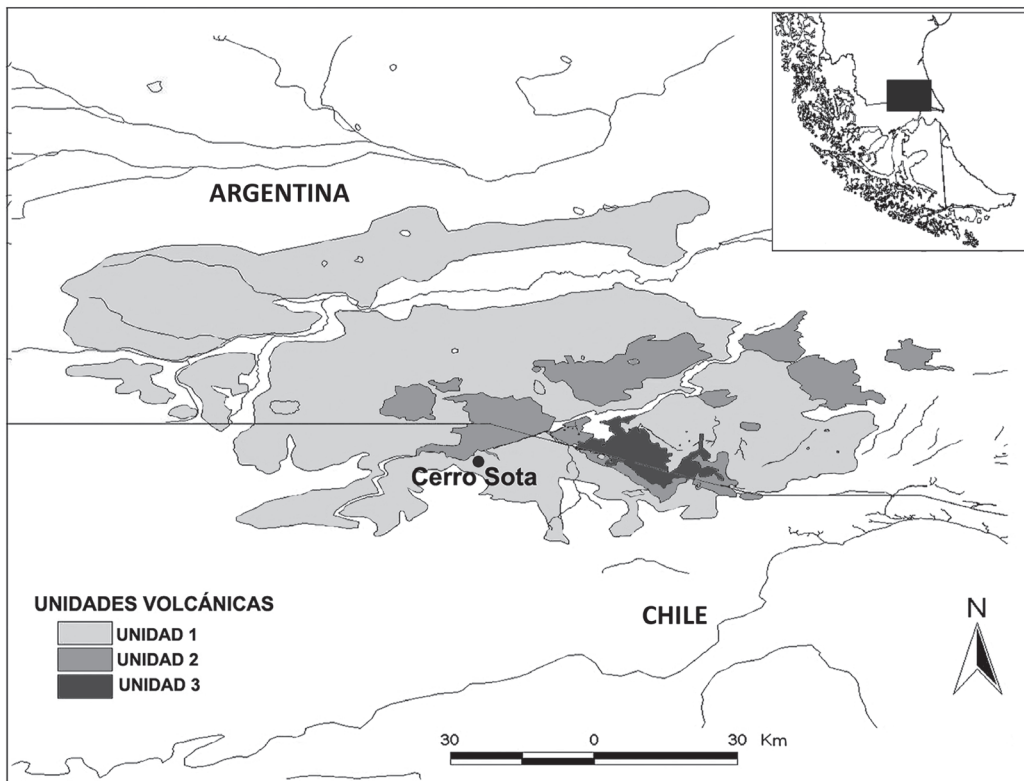 ARGENTINA
Cerro Sota
UNIDADES VOLCÁNICAS
UNIDAD 1
UNIDAD 2
UNIDAD 3
CHILE
N
30 0 30 Km